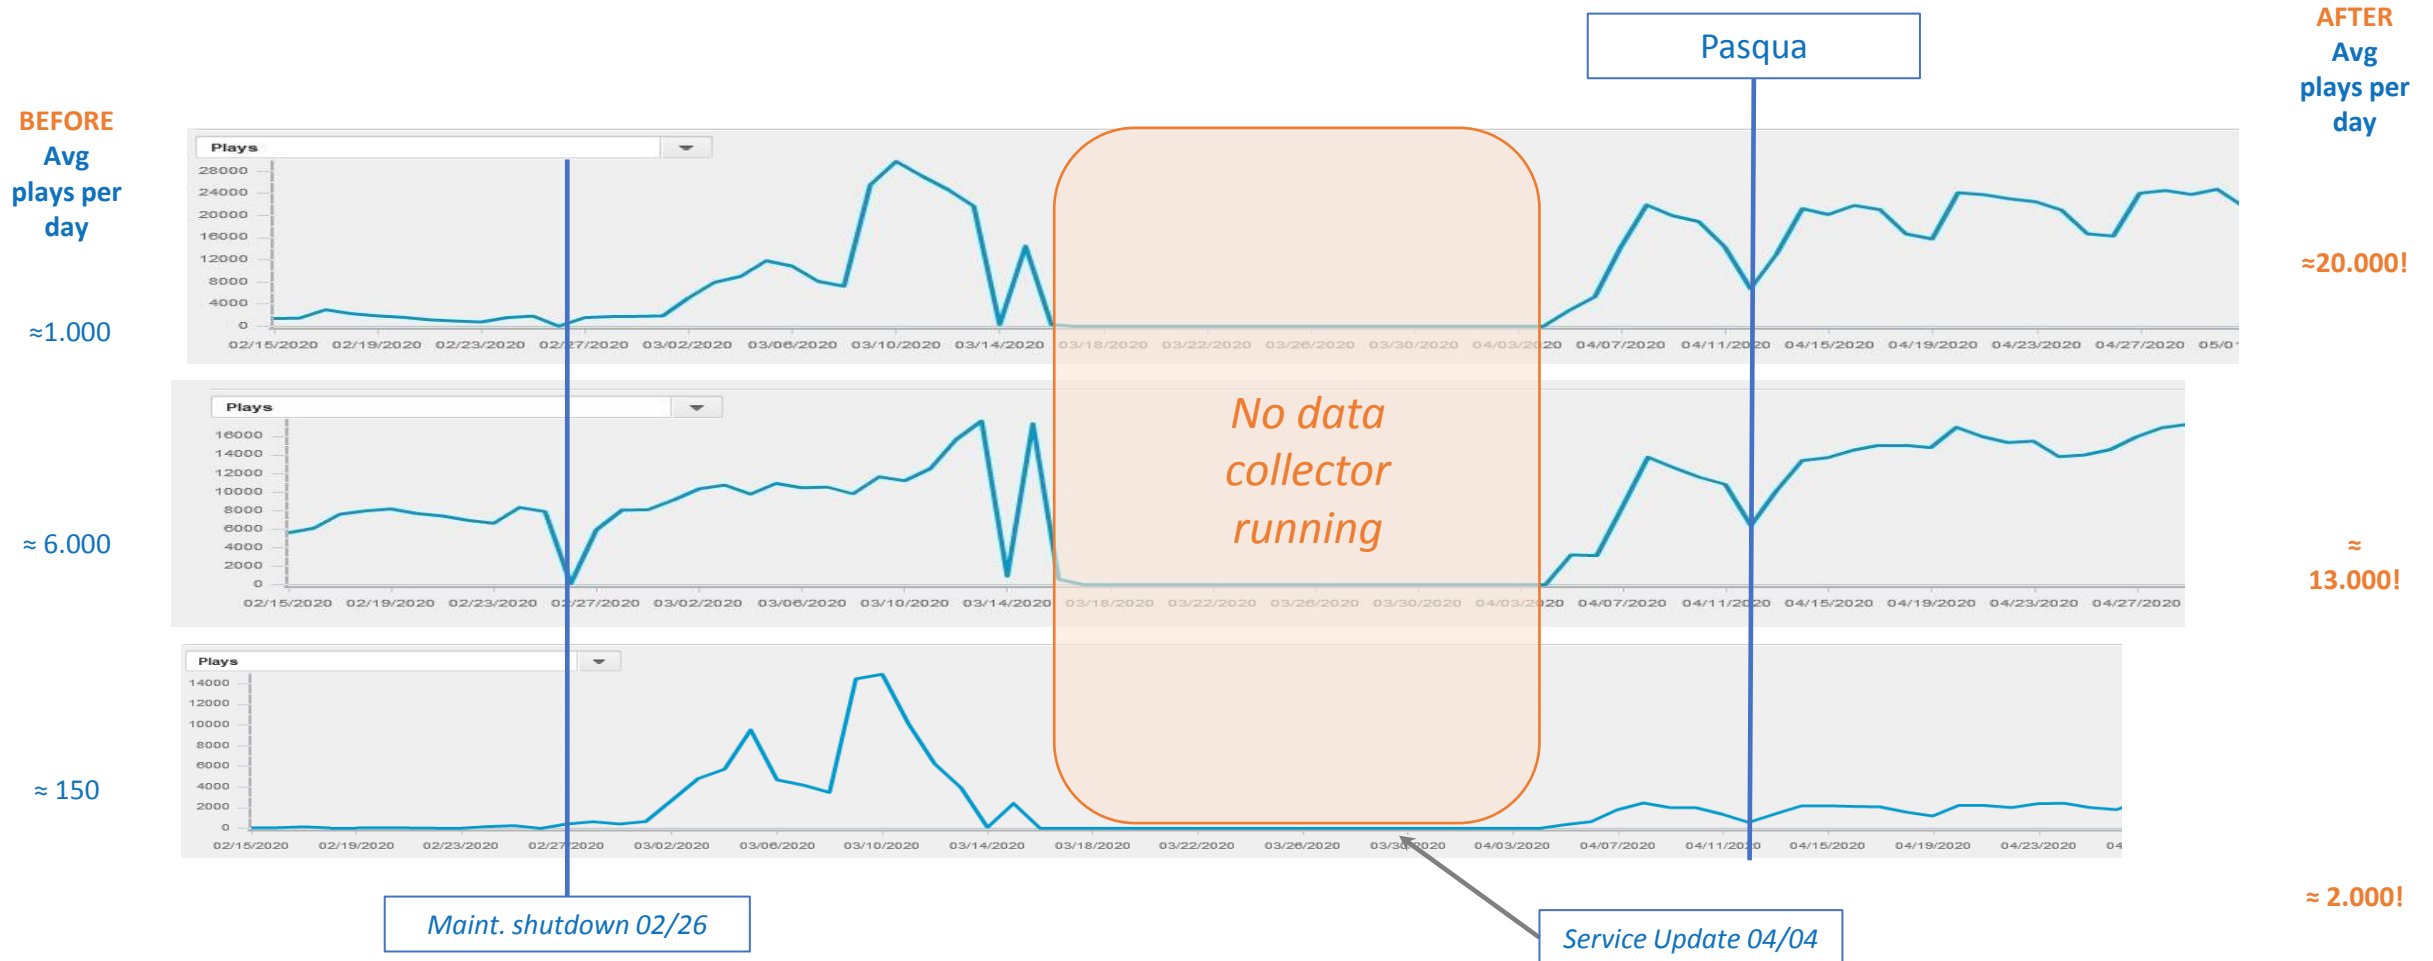 AFTER
Avg
plays per
day
Pasqua
BEFORE
Avg
plays per
day
Plays
28000
24000
20000
16000
12000
8000
4000
0
02/15/2020 02/19/2020 02/23/2020 02/27/2020 03/02/2020 03/06/2020 03/10/2020 03/14/2020 03/18/2020 03/22/2020 03/26/2020 03/30/2020 04/03/2020 04/07/2020 04/11/2020 04/15/2020 04/19/2020 04/23/2020 04/27/2020 05/01
≈1.000
≈20.000!
Plays
16000
14000
12000
10000
8000
6000
4000
2000
0
02/15/2020 02/19/2020 02/23/2020 02/27/2020 03/02/2020 03/06/2020 03/10/2020 03/14/2020 03/18/2020 03/22/2020 03/26/2020 03/30/2020 04/03/2020 04/07/2020 04/11/2020 04/15/2020 04/19/2020 04/23/2020 04/27/2020
No data
collector
running
≈ 6.000
≈
13.000!
Plays
14000
12000
10000
8000
6000
4000
2000
0
02/15/2020 02/19/2020 02/23/2020 02/27/2020 03/02/2020 03/06/2020 03/10/2020 03/14/2020 03/18/2020 03/22/2020 03/26/2020 03/30/2020 04/03/2020 04/07/2020 04/11/2020 04/15/2020 04/19/2020 04/23/2020 04
≈ 150
≈ 2.000!
Maint. shutdown 02/26
Service Update 04/04